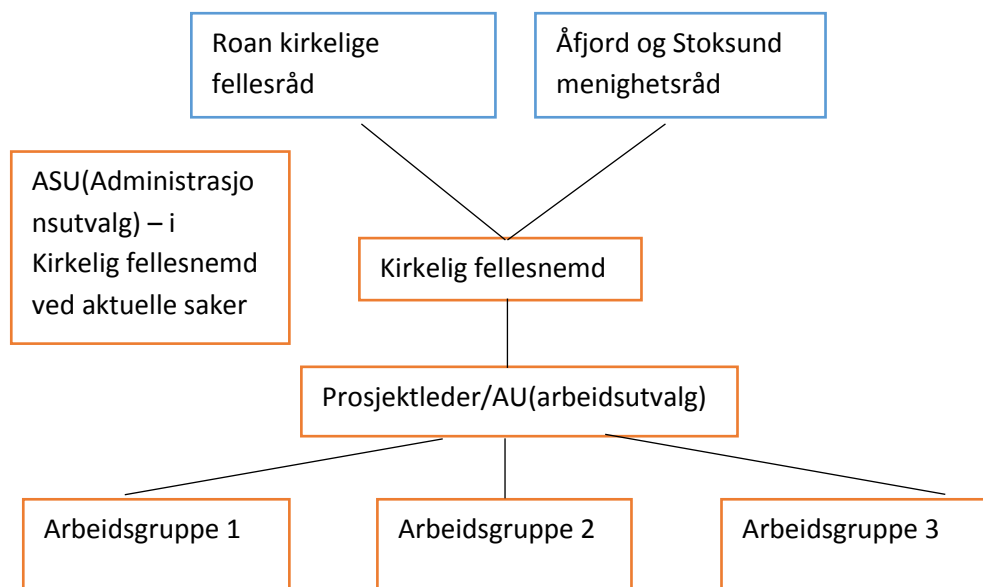 Roan kirkelige
fellesråd
Åfjord og Stoksund
menighetsråd
ASU(Administrasjo
nsutvalg) – i
Kirkelig fellesnemd
ved aktuelle saker
Kirkelig fellesnemd
Prosjektleder/AU(arbeidsutvalg)
Arbeidsgruppe 1
Arbeidsgruppe 2
Arbeidsgruppe 3